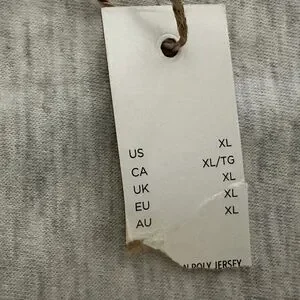 US XL
CA XL/TG
UK XL
EU XL
AU XL
POLY JERSEY